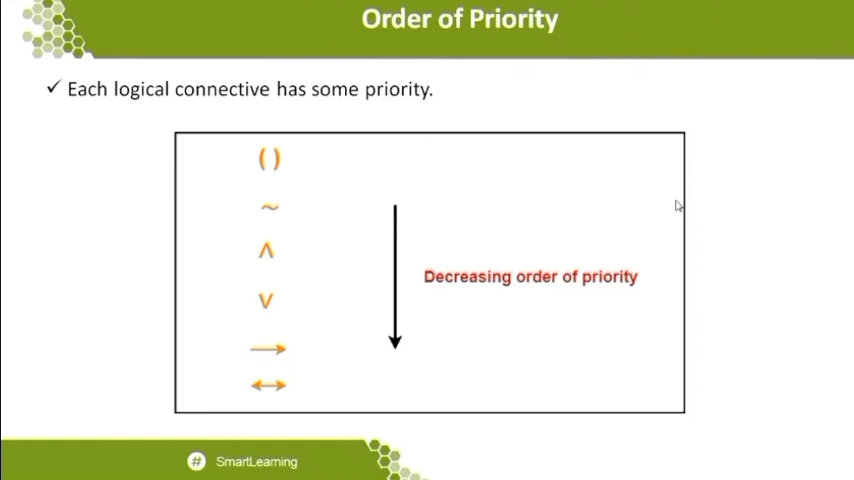 Order of Priority
✓ Each logical connective has some priority.
( )
~
∧
Decreasing order of priority
∨
→
↔
# SmartLearning